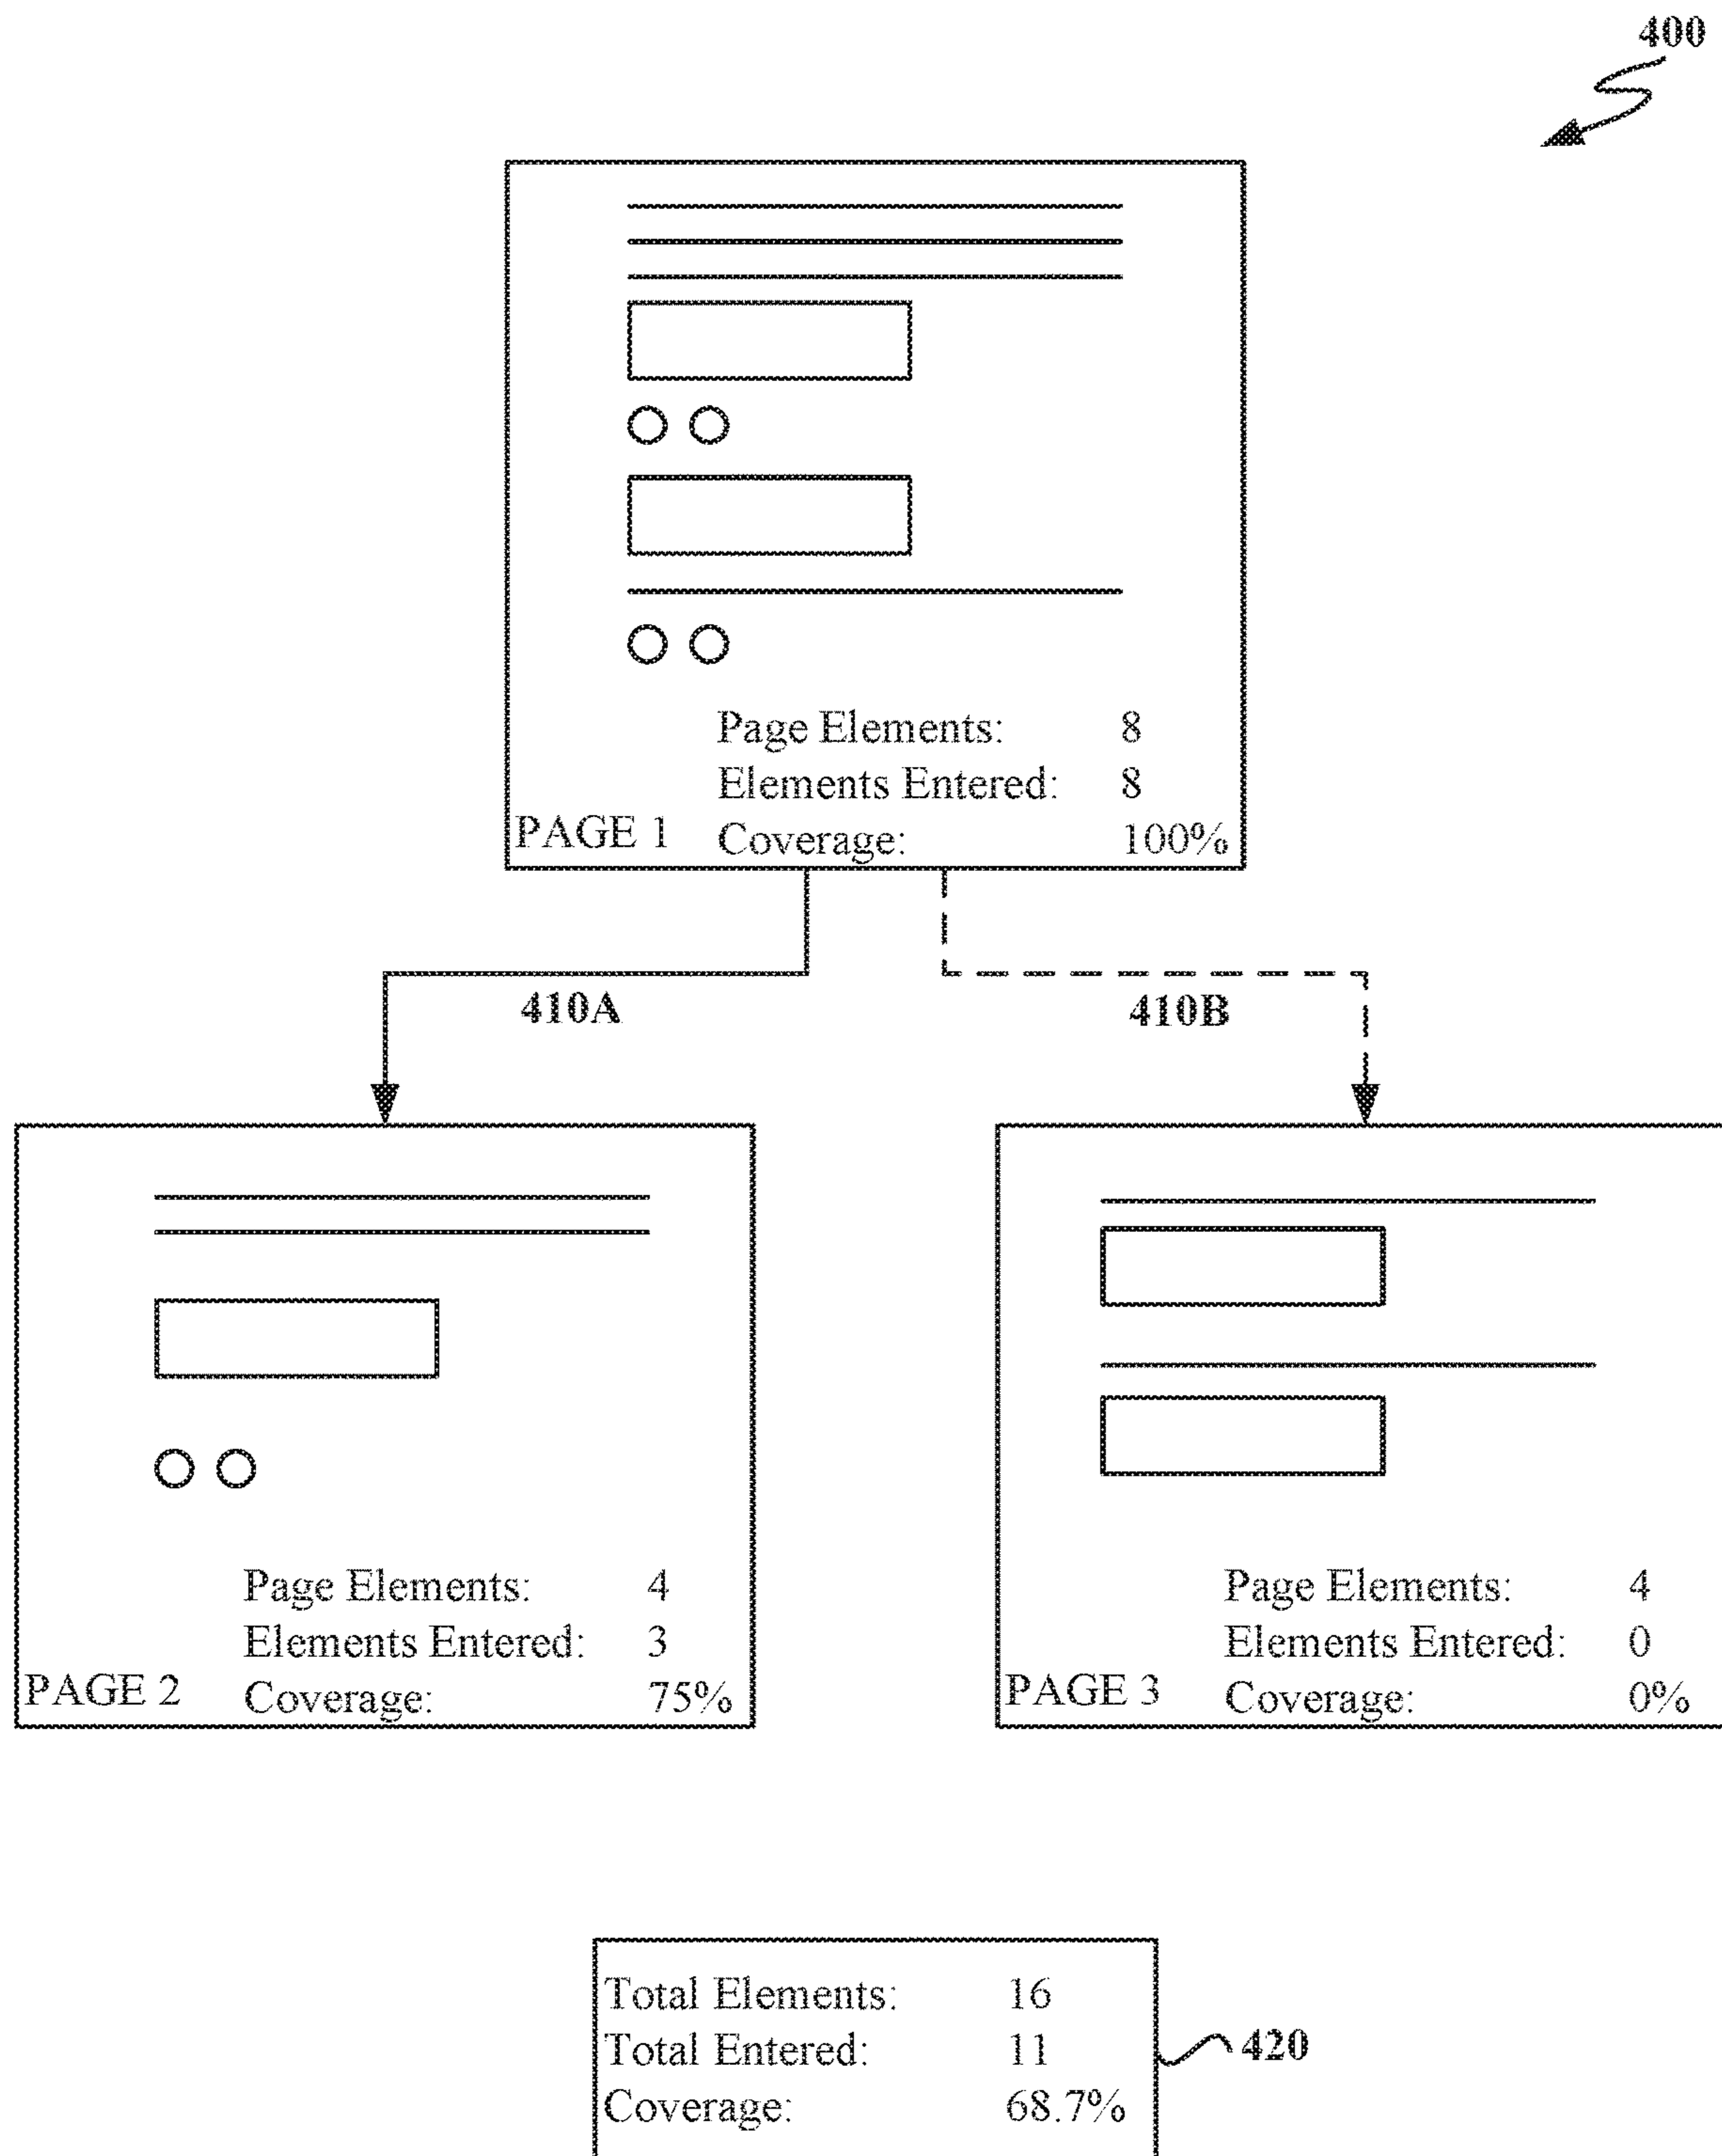 400
Page Elements: 8
Elements Entered: 8
PAGE 1 Coverage: 100%
410A 410B
Page Elements: 4
Elements Entered: 3
PAGE 2 Coverage: 75%
Page Elements: 4
Elements Entered: 0
PAGE 3 Coverage: 0%
Total Elements: 16
Total Entered: 11
420
Coverage: 68.7%